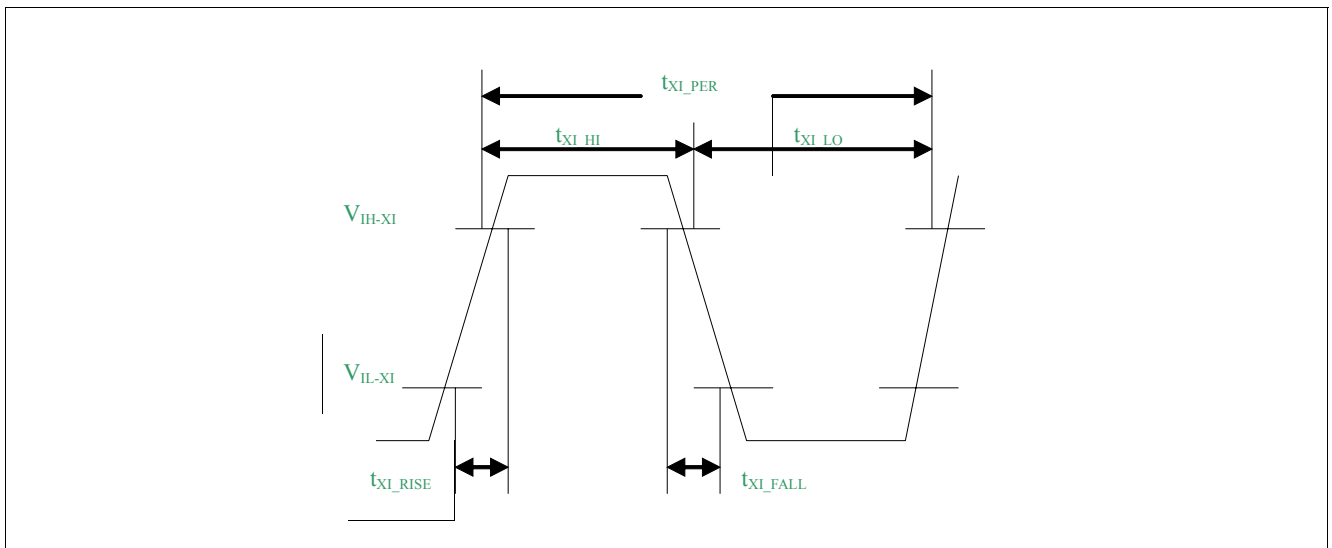 tXI_PER
tXI_HI
tXI_LO
VIH-XI
VIL-XI
tXI_RISE
tXI_FALL